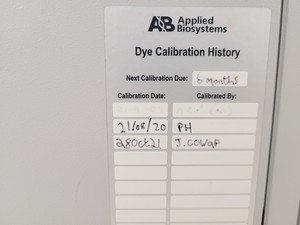 AB Applied
Biosystems
Dye Calibration History
Next Calibration Due: 6 months
Calibration Date: Calibrated By:
21/08/20 PH
28Oct21 J.COWAP